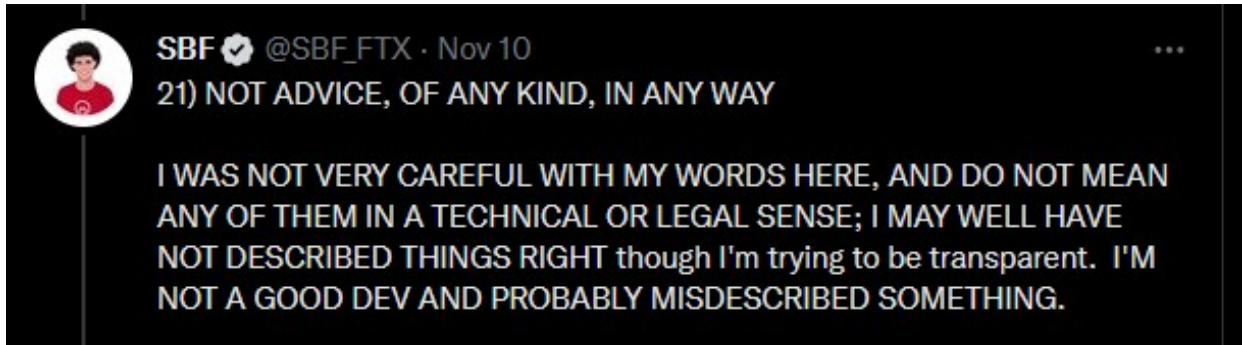 SBF @SBF_FTX · Nov 10
21) NOT ADVICE, OF ANY KIND, IN ANY WAY
I WAS NOT VERY CAREFUL WITH MY WORDS HERE, AND DO NOT MEAN
ANY OF THEM IN A TECHNICAL OR LEGAL SENSE; I MAY WELL HAVE
NOT DESCRIBED THINGS RIGHT though I'm trying to be transparent.  I'M
NOT A GOOD DEV AND PROBABLY MISDESCRIBED SOMETHING.